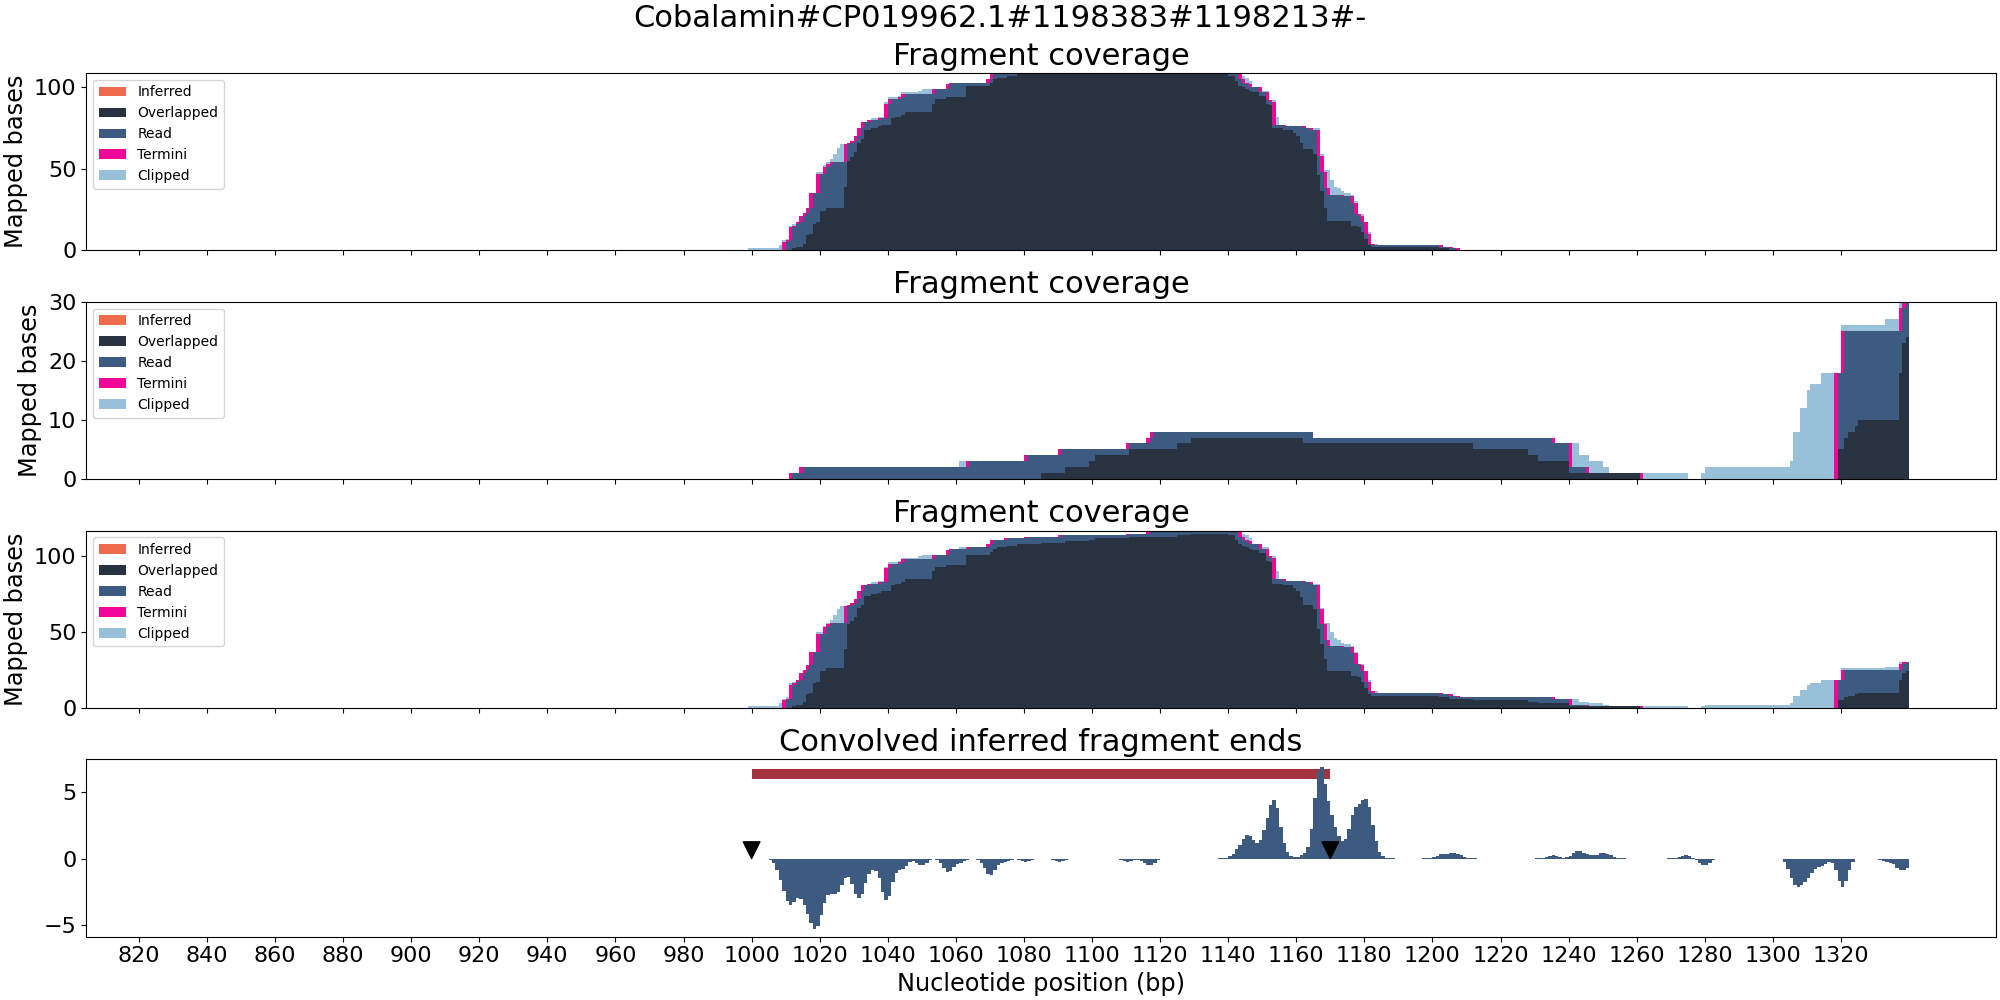 Cobalamin#CP019962.1#1198383#1198213#-
Fragment coverage
Mapped bases
100
50
0
Inferred
Overlapped
Read
Termini
Clipped
Fragment coverage
Mapped bases
30
20
10
0
Inferred
Overlapped
Read
Termini
Clipped
Fragment coverage
Mapped bases
100
50
0
Inferred
Overlapped
Read
Termini
Clipped
Convolved inferred fragment ends
5
0
−5
820 840 860 880 900 920 940 960 980 1000 1020 1040 1060 1080 1100 1120 1140 1160 1180 1200 1220 1240 1260 1280 1300 1320
Nucleotide position (bp)